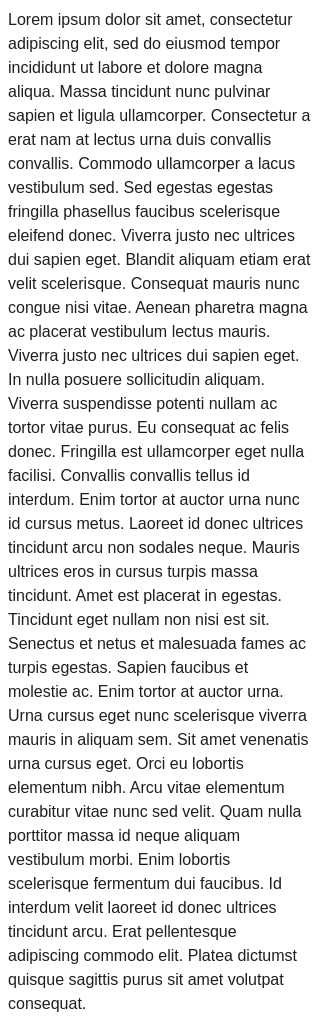 Lorem ipsum dolor sit amet, consectetur
adipiscing elit, sed do eiusmod tempor
incididunt ut labore et dolore magna
aliqua. Massa tincidunt nunc pulvinar
sapien et ligula ullamcorper. Consectetur a
erat nam at lectus urna duis convallis
convallis. Commodo ullamcorper a lacus
vestibulum sed. Sed egestas egestas
fringilla phasellus faucibus scelerisque
eleifend donec. Viverra justo nec ultrices
dui sapien eget. Blandit aliquam etiam erat
velit scelerisque. Consequat mauris nunc
congue nisi vitae. Aenean pharetra magna
ac placerat vestibulum lectus mauris.
Viverra justo nec ultrices dui sapien eget.
In nulla posuere sollicitudin aliquam.
Viverra suspendisse potenti nullam ac
tortor vitae purus. Eu consequat ac felis
donec. Fringilla est ullamcorper eget nulla
facilisi. Convallis convallis tellus id
interdum. Enim tortor at auctor urna nunc
id cursus metus. Laoreet id donec ultrices
tincidunt arcu non sodales neque. Mauris
ultrices eros in cursus turpis massa
tincidunt. Amet est placerat in egestas.
Tincidunt eget nullam non nisi est sit.
Senectus et netus et malesuada fames ac
turpis egestas. Sapien faucibus et
molestie ac. Enim tortor at auctor urna.
Urna cursus eget nunc scelerisque viverra
mauris in aliquam sem. Sit amet venenatis
urna cursus eget. Orci eu lobortis
elementum nibh. Arcu vitae elementum
curabitur vitae nunc sed velit. Quam nulla
porttitor massa id neque aliquam
vestibulum morbi. Enim lobortis
scelerisque fermentum dui faucibus. Id
interdum velit laoreet id donec ultrices
tincidunt arcu. Erat pellentesque
adipiscing commodo elit. Platea dictumst
quisque sagittis purus sit amet volutpat
consequat.